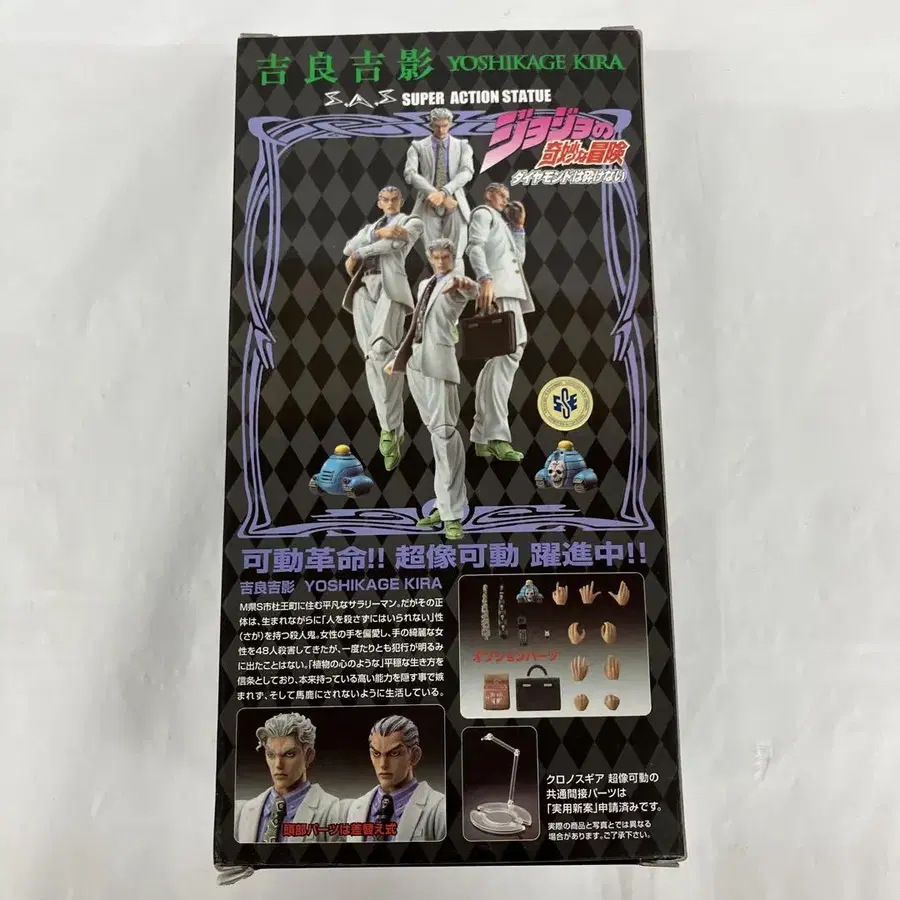 吉良吉影 YOSHIKAGE KIRA
S.A.S SUPER ACTION STATUE
ジョジョの
奇妙な冒険
ダイヤモンドは砕けない
可動革命!! 超像可動 躍進中!!
吉良吉影 YOSHIKAGE KIRA
M県S市杜王町に住む平凡なサラリーマン。だがその正
体は、生まれながらに「人を殺さずにはいられない」性
(さが)を持つ殺人鬼。女性の手を偏愛し、手の綺麗な女
性を48人殺害してきたが、一度たりとも犯行が明るみ
に出たことはない。「植物の心のような」平穏な生き方を
信条としており、本来持っている高い能力を隠す事で嫉
まれず、そして馬鹿にされないように生活している。
オプションパーツ
頭部パーツは差替え式
クロノスギア 超像可動の
共通間接パーツは
「実用新案」申請済みです。
実際の商品と写真とでは異なる
場合があります。ご了承下さい。